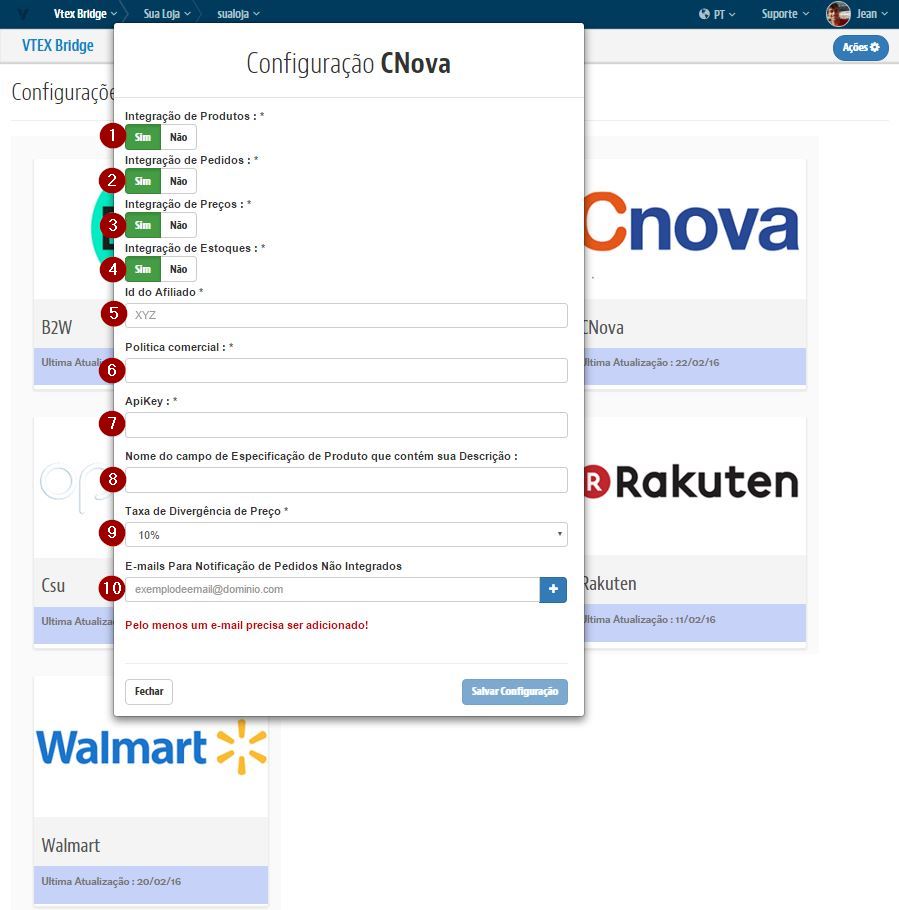 Vtex Bridge
Sua Loja
sualoja
PT
Suporte
Jean
VTEX Bridge
Ações
Configuraçõe
Configuração CNova
Integração de Produtos : *
1 Sim Não
Integração de Pedidos : *
2 Sim Não
Integração de Preços : *
3 Sim Não
Integração de Estoques : *
4 Sim Não
Id do Afiliado *
5 XYZ
Politica comercial : *
6
ApiKey : *
7
Nome do campo de Especificação de Produto que contém sua Descrição :
8
Taxa de Divergência de Preço *
9 10%
E-mails Para Notificação de Pedidos Não Integrados
10 exemplodeemail@dominio.com +
Pelo menos um e-mail precisa ser adicionado!
Fechar
Salvar Configuração
B2W
Ultima Atuali
Cnova
CNova
ltima Atualização : 22/02/16
op
Csu
Ultima Atualiza
R Rakuten
Rakuten
ltima Atualização : 11/02/16
Walmart
Walmart
Ultima Atualização : 20/02/16